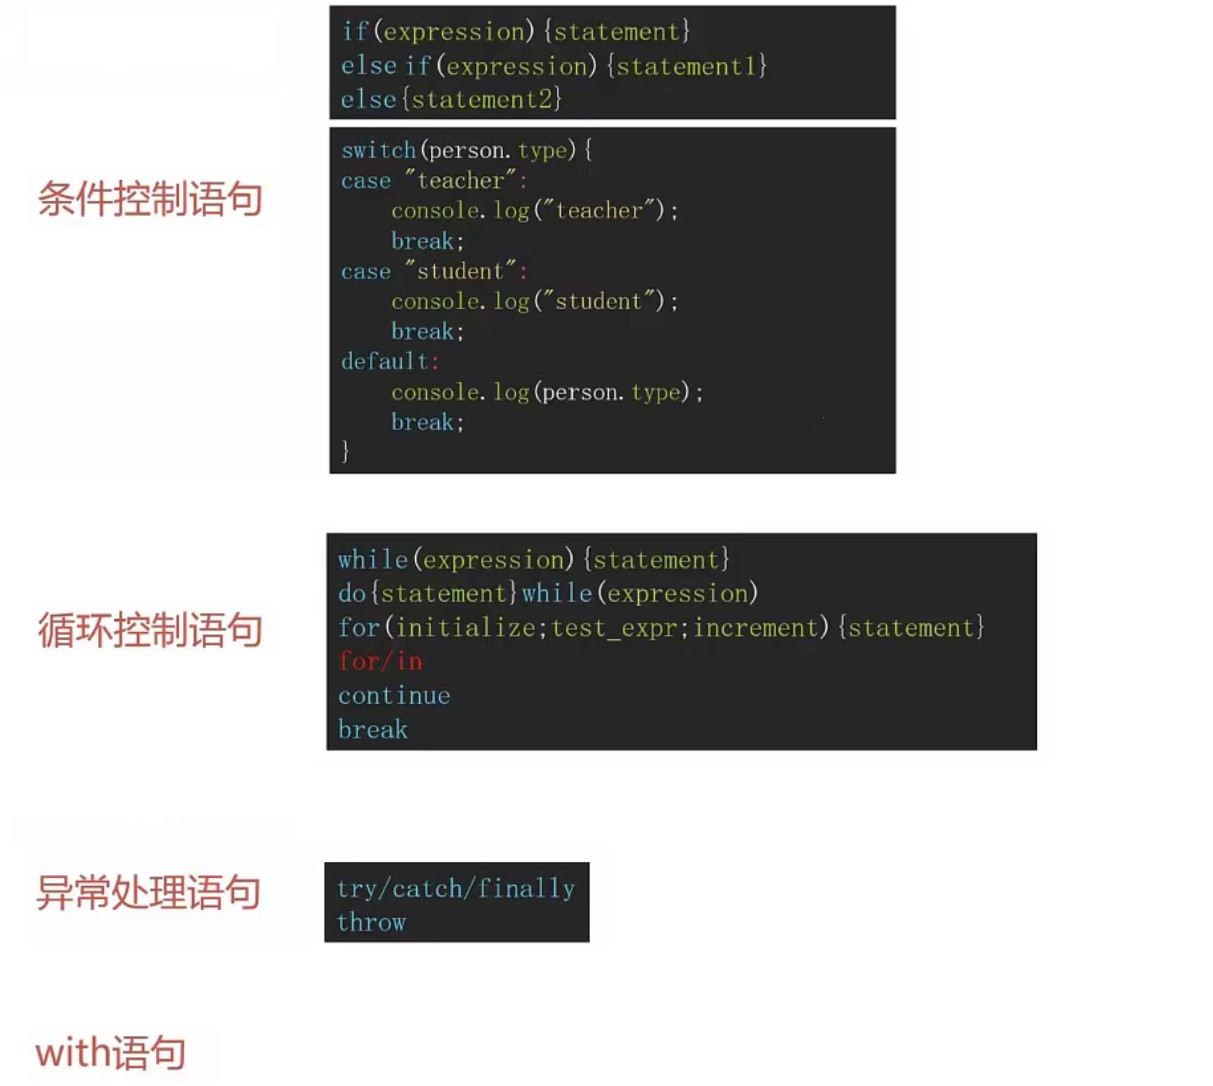 if(expression){statement}
else if(expression){statement1}
else{statement2}
条件控制语句
switch(person.type){
case "teacher":
    console.log("teacher");
    break;
case "student":
    console.log("student");
    break;
default:
    console.log(person.type);
    break;
}
循环控制语句
while(expression){statement}
do{statement}while(expression)
for(initialize;test_expr;increment){statement}
for/in
continue
break
异常处理语句
try/catch/finally
throw
with语句